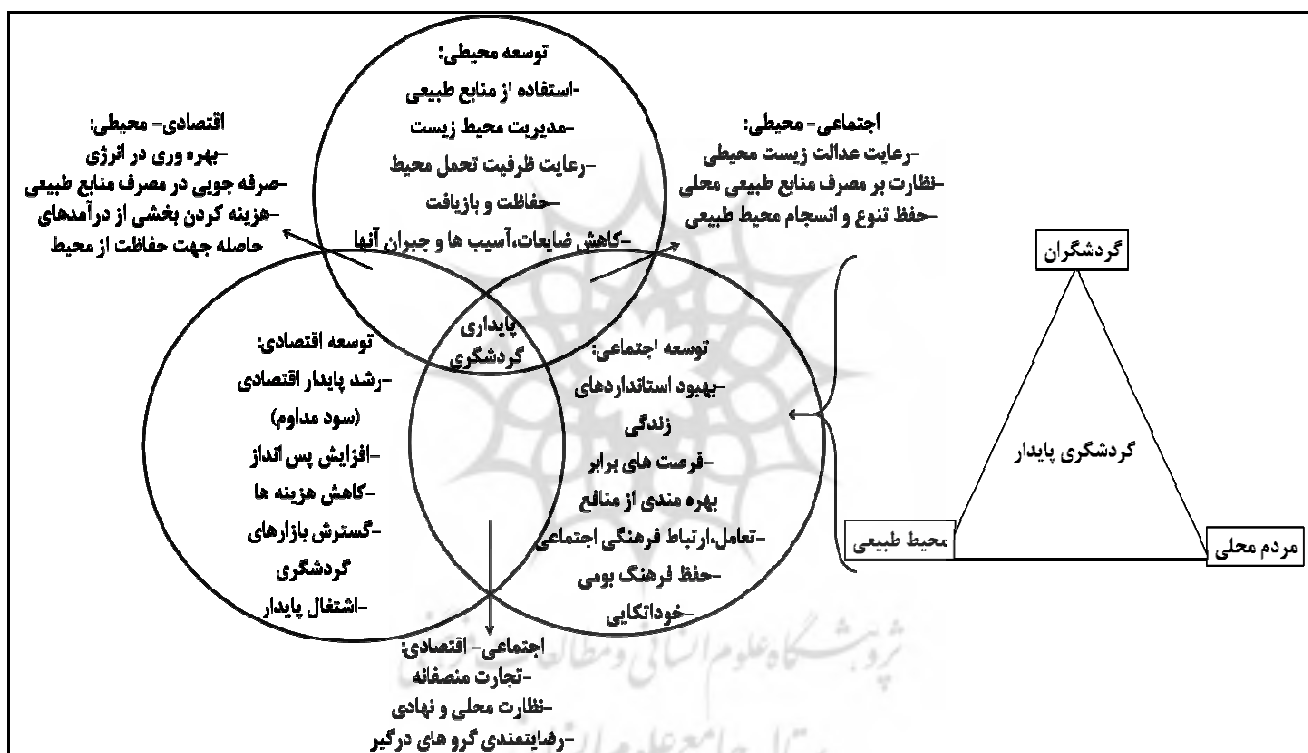 توسعه محیطی:
-استفاده از منابع طبیعی
-مدیریت محیط زیست
-رعایت ظرفیت تحمل محیط
-حفاظت و بازیافت
-کاهش ضایعات،آسیب ها و جبران آنها
اجتماعی- محیطی:
-رعایت عدالت زیست محیطی
-نظارت بر مصرف منابع طبیعی محلی
-حفظ تنوع و انسجام محیط طبیعی
اقتصادی- محیطی:
-بهره وری در انرژی
-صرفه جویی در مصرف منابع طبیعی
-هزینه کردن بخشی از درآمدهای
حاصله جهت حفاظت از محیط
گردشگران
گردشگری پایدار
مردم محلی
محیط طبیعی
پایداری
گردشگری
توسعه اجتماعی:
-بهبود استانداردهای
زندگی
-فرصت های برابر
بهره مندی از منافع
-تعامل،ارتباط فرهنگی اجتماعی
-حفظ فرهنگ بومی
-خوداتکایی
توسعه اقتصادی:
-رشد پایدار اقتصادی
(سود مداوم)
-افزایش پس انداز
-کاهش هزینه ها
-گسترش بازارهای
گردشگری
-اشتغال پایدار
اجتماعی- اقتصادی:
-تجارت منصفانه
-نظارت محلی و نهادی
-رضایتمندی گرو های درگیر
پژوهشگاه علوم انسانی و مطالعات فرهنگی